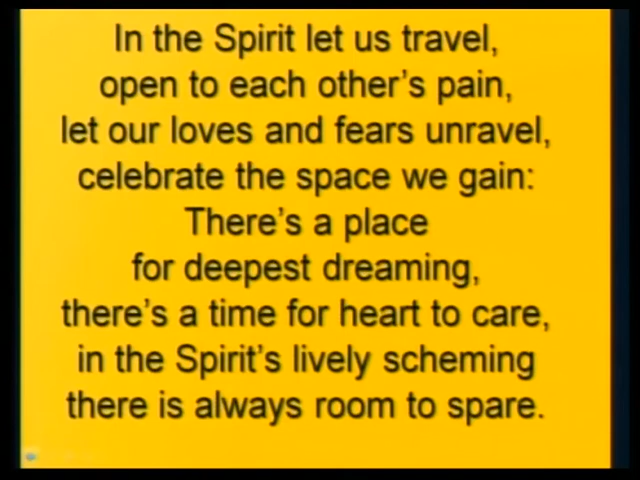 In the Spirit let us travel,
open to each other's pain,
let our loves and fears unravel,
celebrate the space we gain:
There's a place
for deepest dreaming,
there's a time for heart to care,
in the Spirit's lively scheming
there is always room to spare.